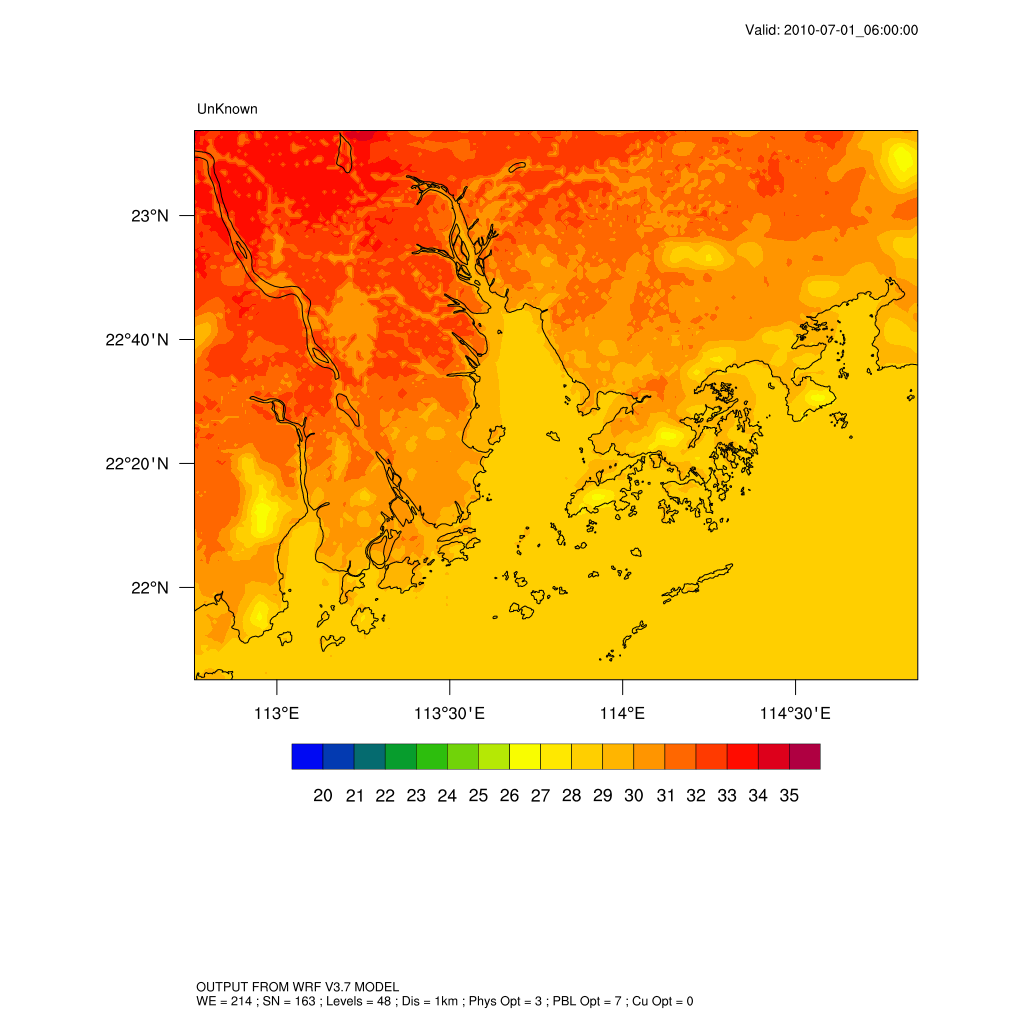 Valid: 2010-07-01_06:00:00
UnKnown
23°N
22°40'N
22°20'N
22°N
113°E
113°30'E
114°E
114°30'E
20 21 22 23 24 25 26 27 28 29 30 31 32 33 34 35
OUTPUT FROM WRF V3.7 MODEL
WE = 214 ; SN = 163 ; Levels = 48 ; Dis = 1km ; Phys Opt = 3 ; PBL Opt = 7 ; Cu Opt = 0